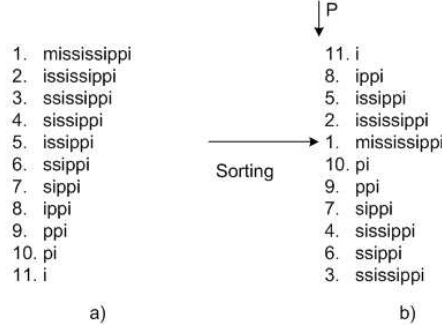 P
1. mississippi
2. ississippi
3. ssissippi
4. sissippi
5. issippi
6. ssippi
7. sippi
8. ippi
9. ppi
10. pi
11. i
a)
Sorting
11. i
8. ippi
5. issippi
2. ississippi
1. mississippi
10. pi
9. ppi
7. sippi
4. sissippi
6. ssippi
3. ssissippi
b)